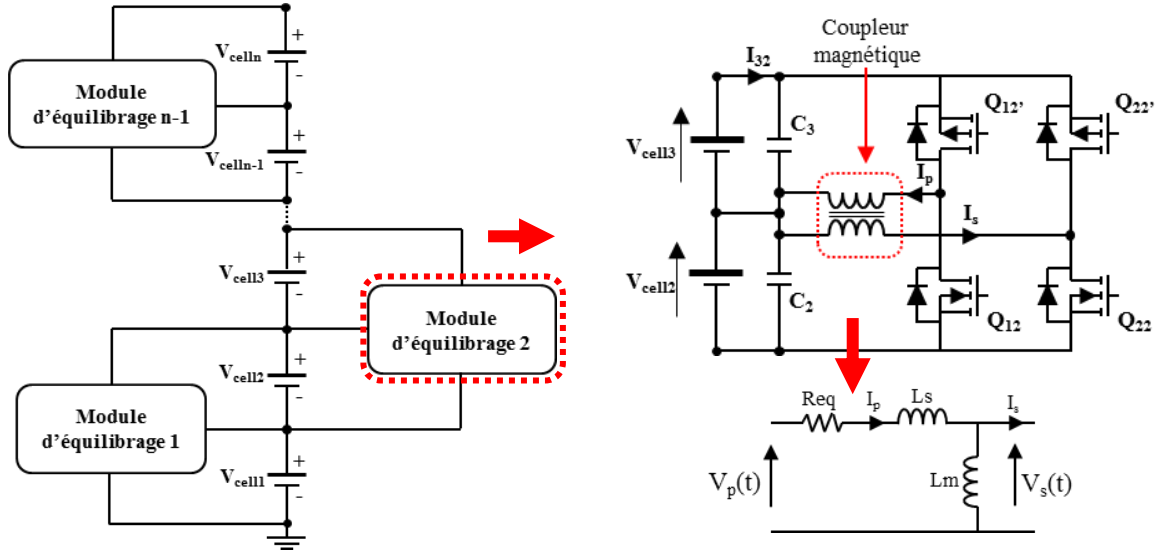 Vcelln
+
-
Module
d'équilibrage n-1
Vcelln-1
+
-
Vcell3
+
-
Module
d'équilibrage 2
Vcell2
+
-
Module
d'équilibrage 1
Vcell1
+
-
Coupleur
magnétique
I32
Q12'
Q22'
C3
Vcell3
Ip
Is
Vcell2
C2
Q12
Q22
Req
Ip
Ls
Is
Vp(t)
Lm
Vs(t)